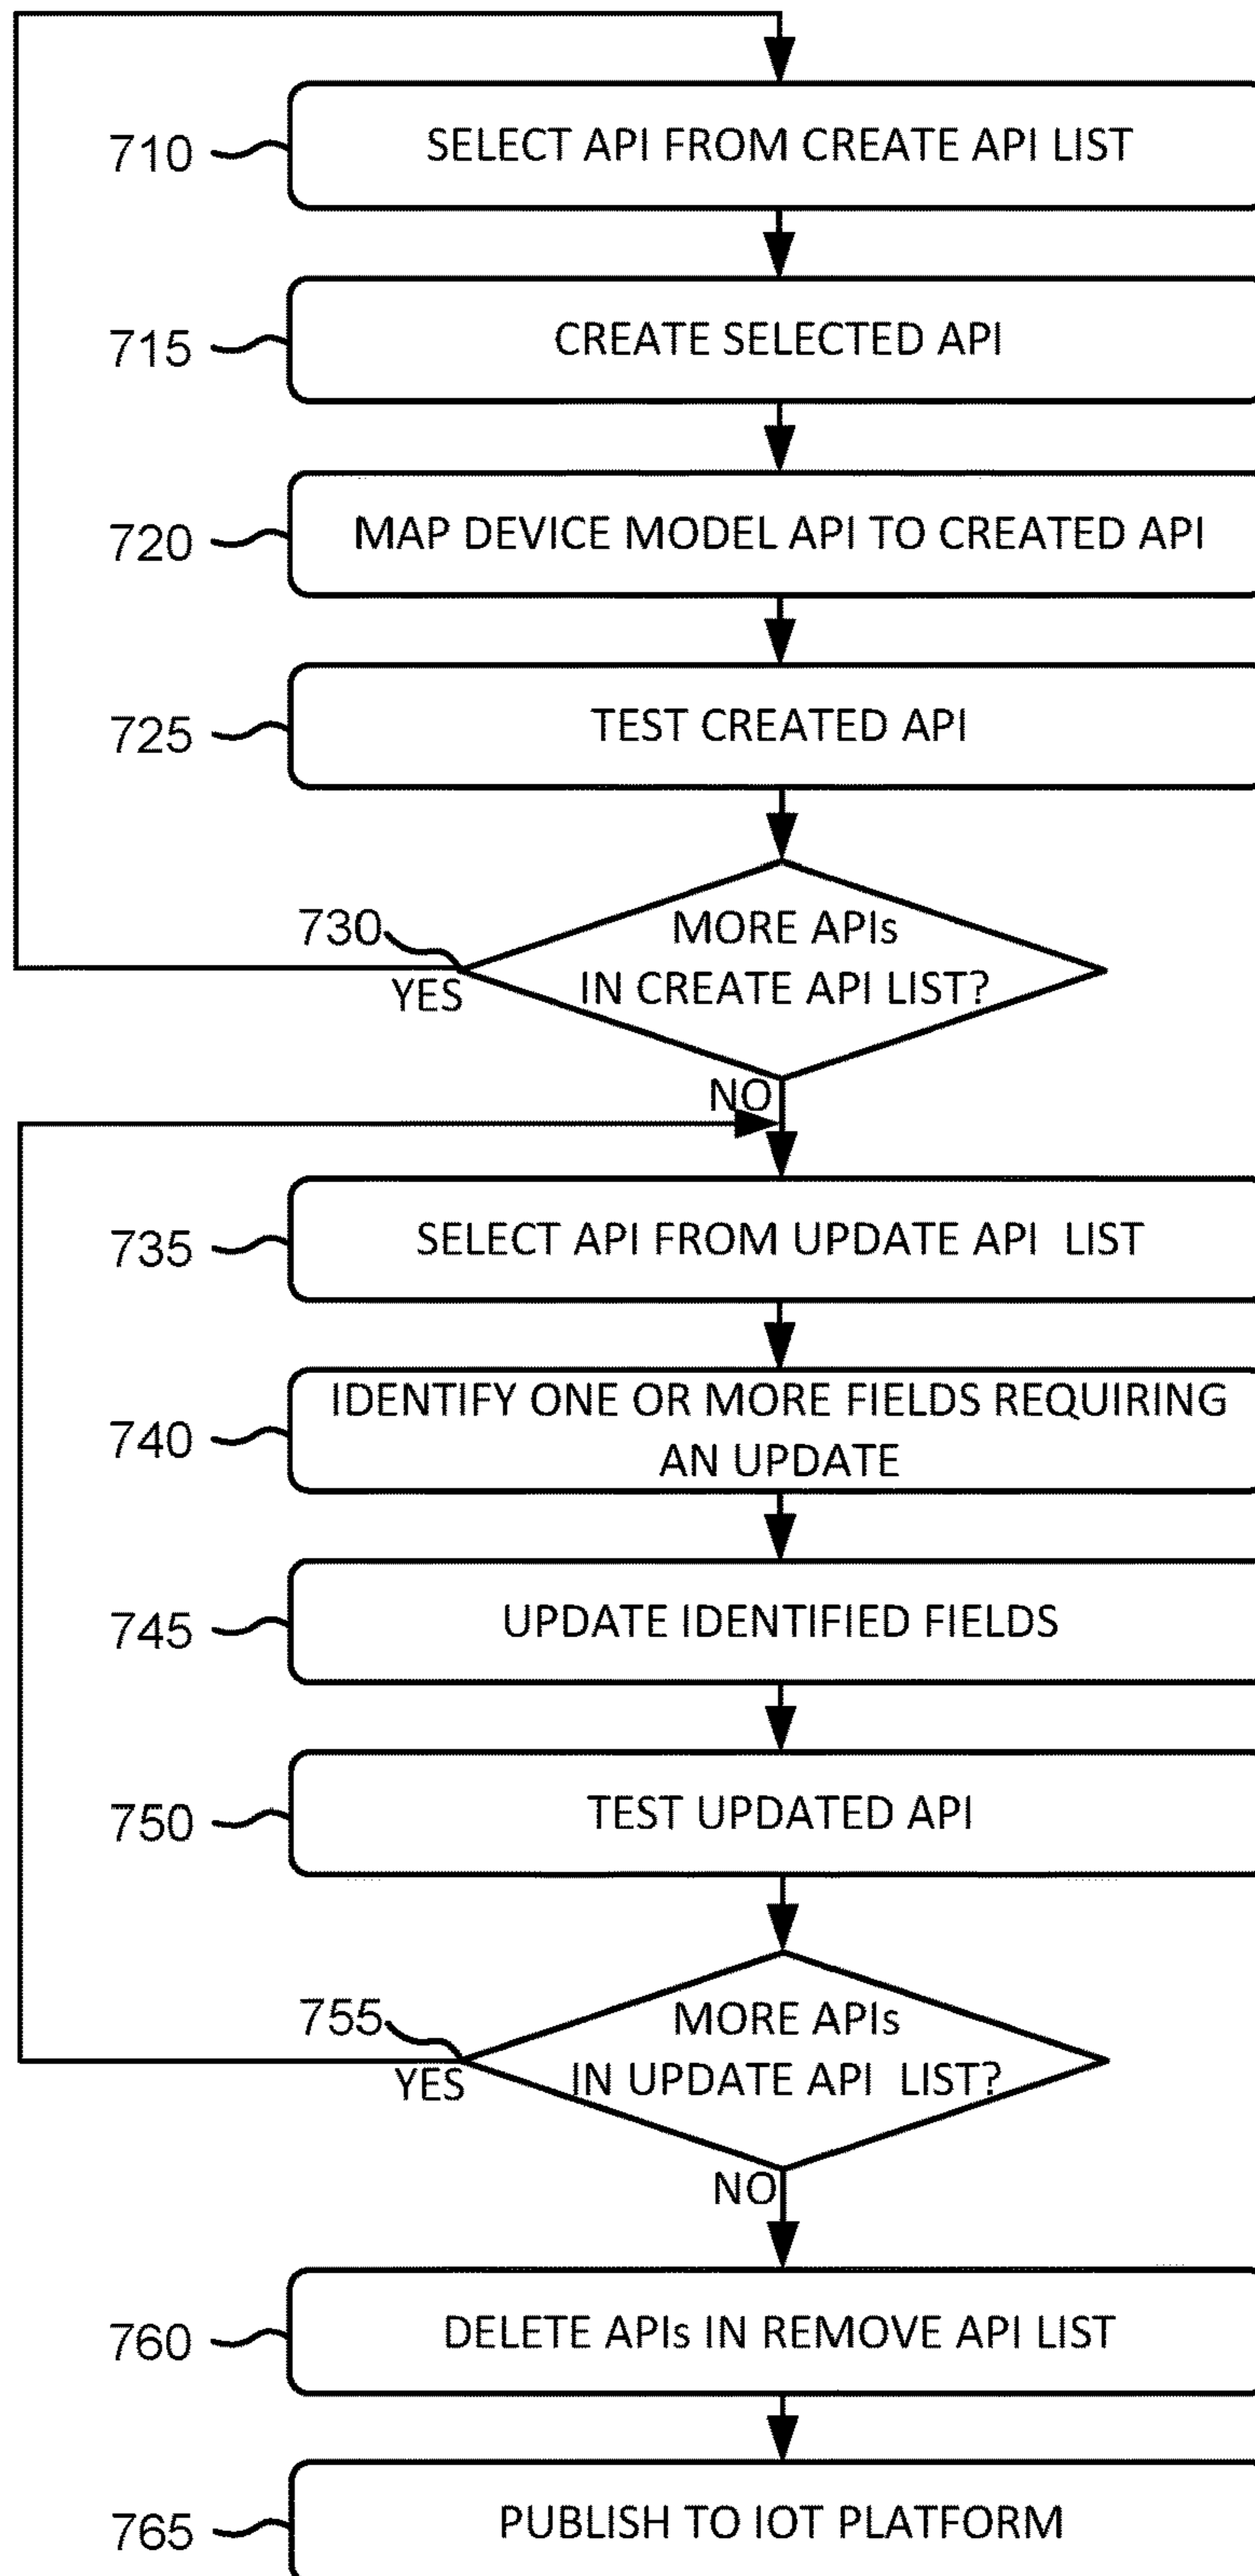 710
SELECT API FROM CREATE API LIST
715
CREATE SELECTED API
720
MAP DEVICE MODEL API TO CREATED API
725
TEST CREATED API
730
MORE APIs
IN CREATE API LIST?
YES
NO
735
SELECT API FROM UPDATE API LIST
740
IDENTIFY ONE OR MORE FIELDS REQUIRING
AN UPDATE
745
UPDATE IDENTIFIED FIELDS
750
TEST UPDATED API
755
MORE APIs
IN UPDATE API LIST?
YES
NO
760
DELETE APIs IN REMOVE API LIST
765
PUBLISH TO IOT PLATFORM